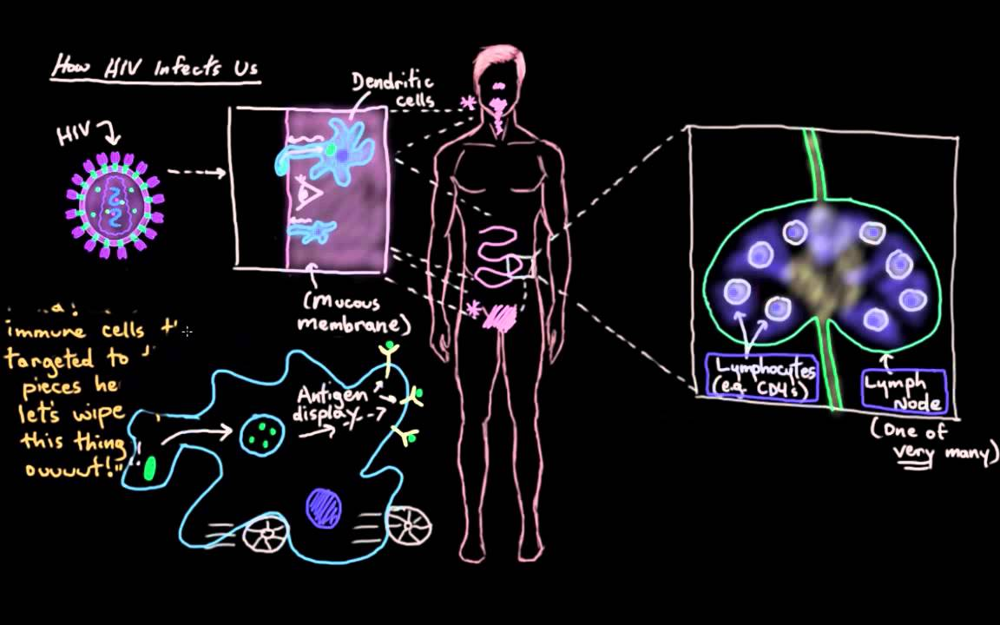 How HIV Infects Us
HIV
Dendritic
cells
(Mucous
membrane)
immune cells
targeted to
pieces he
let's wipe
this thing
ouuuut!"
Antigen
display
Lymphocytes
(e.g. CD4's)
Lymph
Node
(One of
very many)